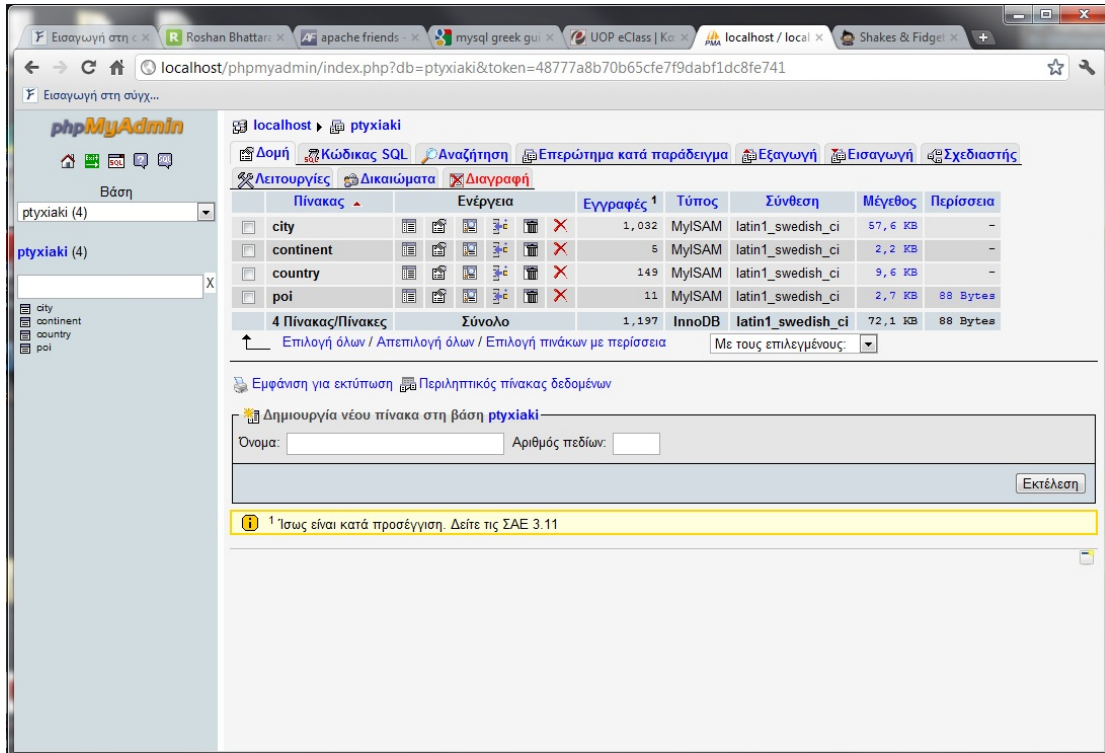 Εισαγωγή στη σ
Roshan Bhattara
apache friends -
mysql greek gui
UOP eClass | Κα
localhost / local
Shakes & Fidget
localhost/phpmyadmin/index.php?db=ptyxiaki&token=48777a8b70b65cfe7f9dabf1dc8fe741
Εισαγωγή στη σύγχ...
phpMyAdmin
SQL
Βάση
ptyxiaki (4)
ptyxiaki (4)
X
city
continent
country
poi
localhost ptyxiaki
Δομή Κώδικας SQL Αναζήτηση Επερώτημα κατά παράδειγμα Εξαγωγή Εισαγωγή Σχεδιαστής
Λειτουργίες Δικαιώματα Διαγραφή
Πίνακας Ενέργεια Εγγραφές 1 Τύπος Σύνθεση Μέγεθος Περίσσεια
city 1,032 MyISAM latin1_swedish_ci 57,6 KB -
continent 5 MyISAM latin1_swedish_ci 2,2 KB -
country 149 MyISAM latin1_swedish_ci 9,6 KB -
poi 11 MyISAM latin1_swedish_ci 2,7 KB 88 Bytes
4 Πίνακας/Πίνακες Σύνολο 1,197 InnoDB latin1_swedish_ci 72,1 KB 88 Bytes
Επιλογή όλων / Απεπιλογή όλων / Επιλογή πινάκων με περίσσεια Με τους επιλεγμένους:
Εμφάνιση για εκτύπωση Περιληπτικός πίνακας δεδομένων
Δημιουργία νέου πίνακα στη βάση ptyxiaki
Όνομα: Αριθμός πεδίων:
Εκτέλεση
1 Ίσως είναι κατά προσέγγιση. Δείτε τις ΣΑΕ 3.11